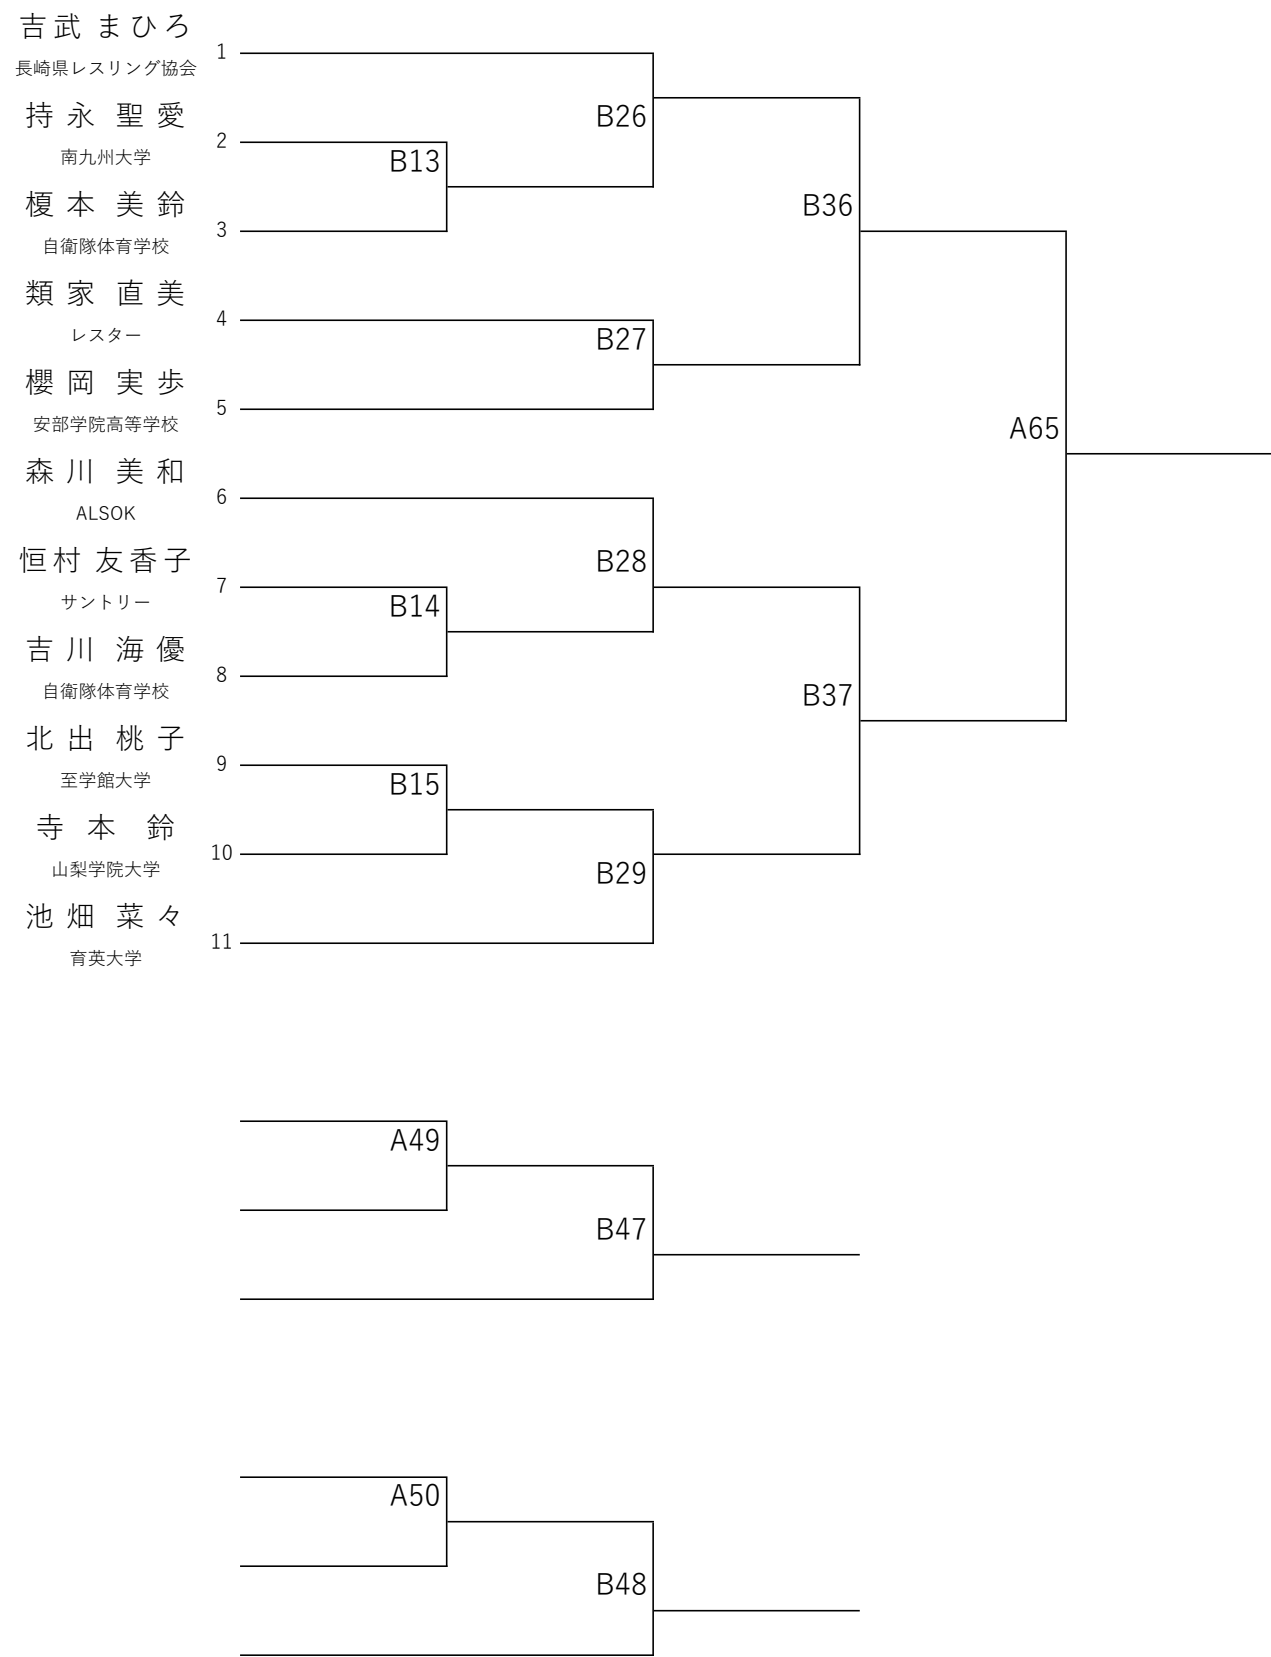 吉武 まひろ
1
長崎県レスリング協会
B26
持永 聖愛
2
南九州大学
B13
榎本 美鈴
B36
3
自衛隊体育学校
類家 直美
4
レスター
B27
櫻岡 実歩
5
安部学院高等学校
A65
森川 美和
6
ALSOK
B28
恒村 友香子
7
サントリー
B14
吉川 海優
8
自衛隊体育学校
B37
北出 桃子
9
至学館大学
B15
寺本 鈴
10
山梨学院大学
B29
池畑 菜々
11
育英大学
A49
B47
A50
B48